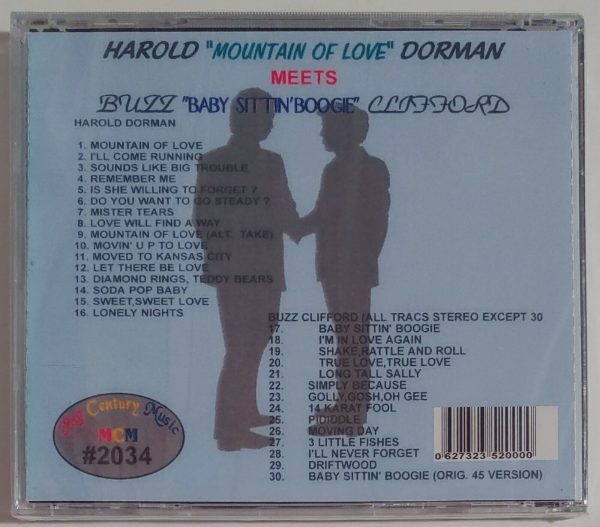 HAROLD "MOUNTAIN OF LOVE" DORMAN
MEETS
BUZZ "BABY SITTIN' BOOGIE" CLIFFORD
HAROLD DORMAN
1. MOUNTAIN OF LOVE
2. I'LL COME RUNNING
3. SOUNDS LIKE BIG TROUBLE
4. REMEMBER ME
5. IS SHE WILLING TO FORGET ?
6. DO YOU WANT TO GO STEADY ?
7. MISTER TEARS
8. LOVE WILL FIND A WAY
9. MOUNTAIN OF LOVE (ALT. TAKE)
10. MOVIN' U P TO LOVE
11. MOVED TO KANSAS CITY
12. LET THERE BE LOVE
13. DIAMOND RINGS, TEDDY BEARS
14. SODA POP BABY
15. SWEET,SWEET LOVE
16. LONELY NIGHTS
BUZZ CLIFFORD (ALL TRACS STEREO EXCEPT 30
17. BABY SITTIN' BOOGIE
18. I'M IN LOVE AGAIN
19. SHAKE,RATTLE AND ROLL
20. TRUE LOVE,TRUE LOVE
21. LONG TALL SALLY
22. SIMPLY BECAUSE
23. GOLLY,GOSH,OH GEE
24. 14 KARAT FOOL
25. PIDIDDLE
26. MOVING DAY
27. 3 LITTLE FISHES
28. I'LL NEVER FORGET
29. DRIFTWOOD
30. BABY SITTIN' BOOGIE (ORIG. 45 VERSION)
Century Music
MCM
#2034
0 627323 520000